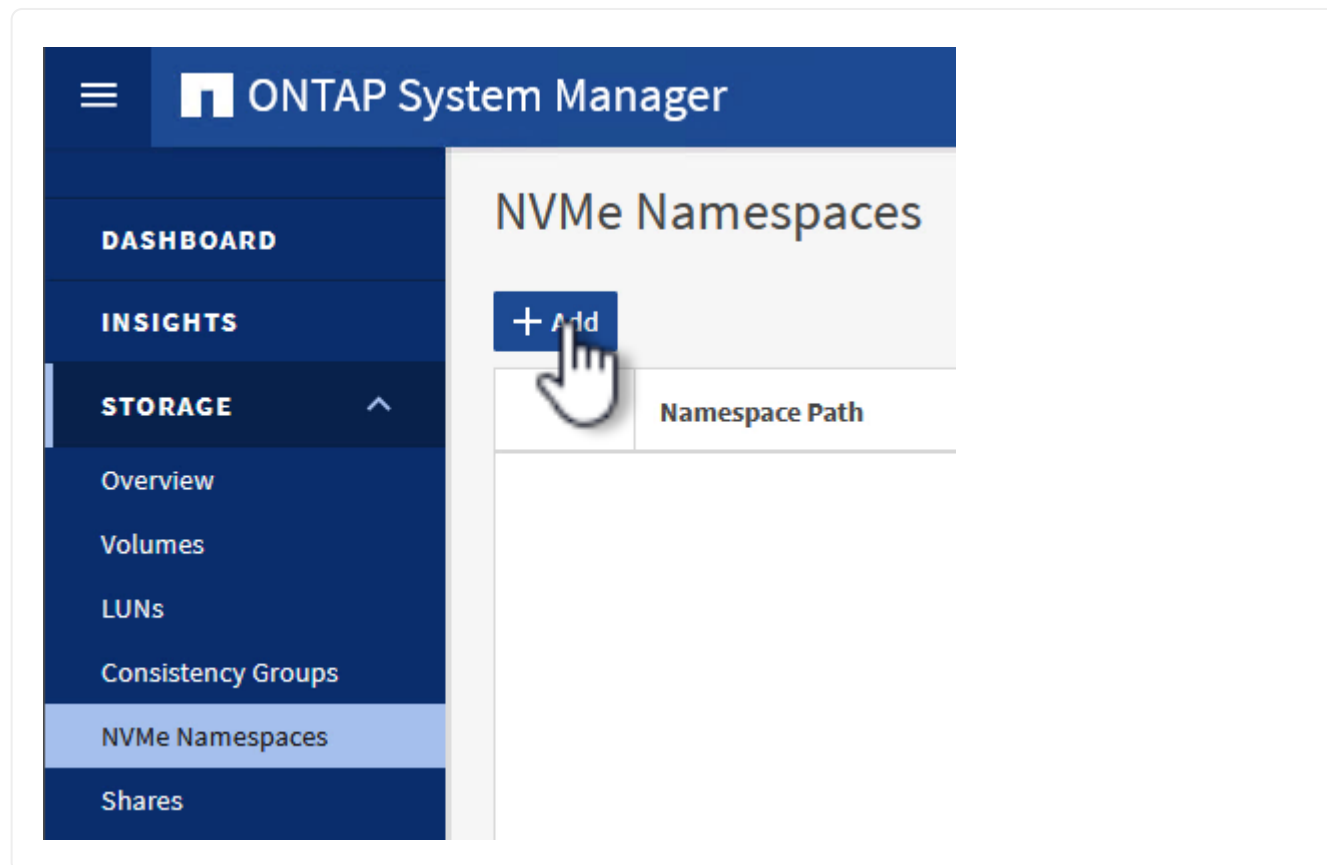 ONTAP System Manager
DASHBOARD
INSIGHTS
STORAGE
Overview
Volumes
LUNs
Consistency Groups
NVMe Namespaces
Shares
NVMe Namespaces
+ Add
Namespace Path